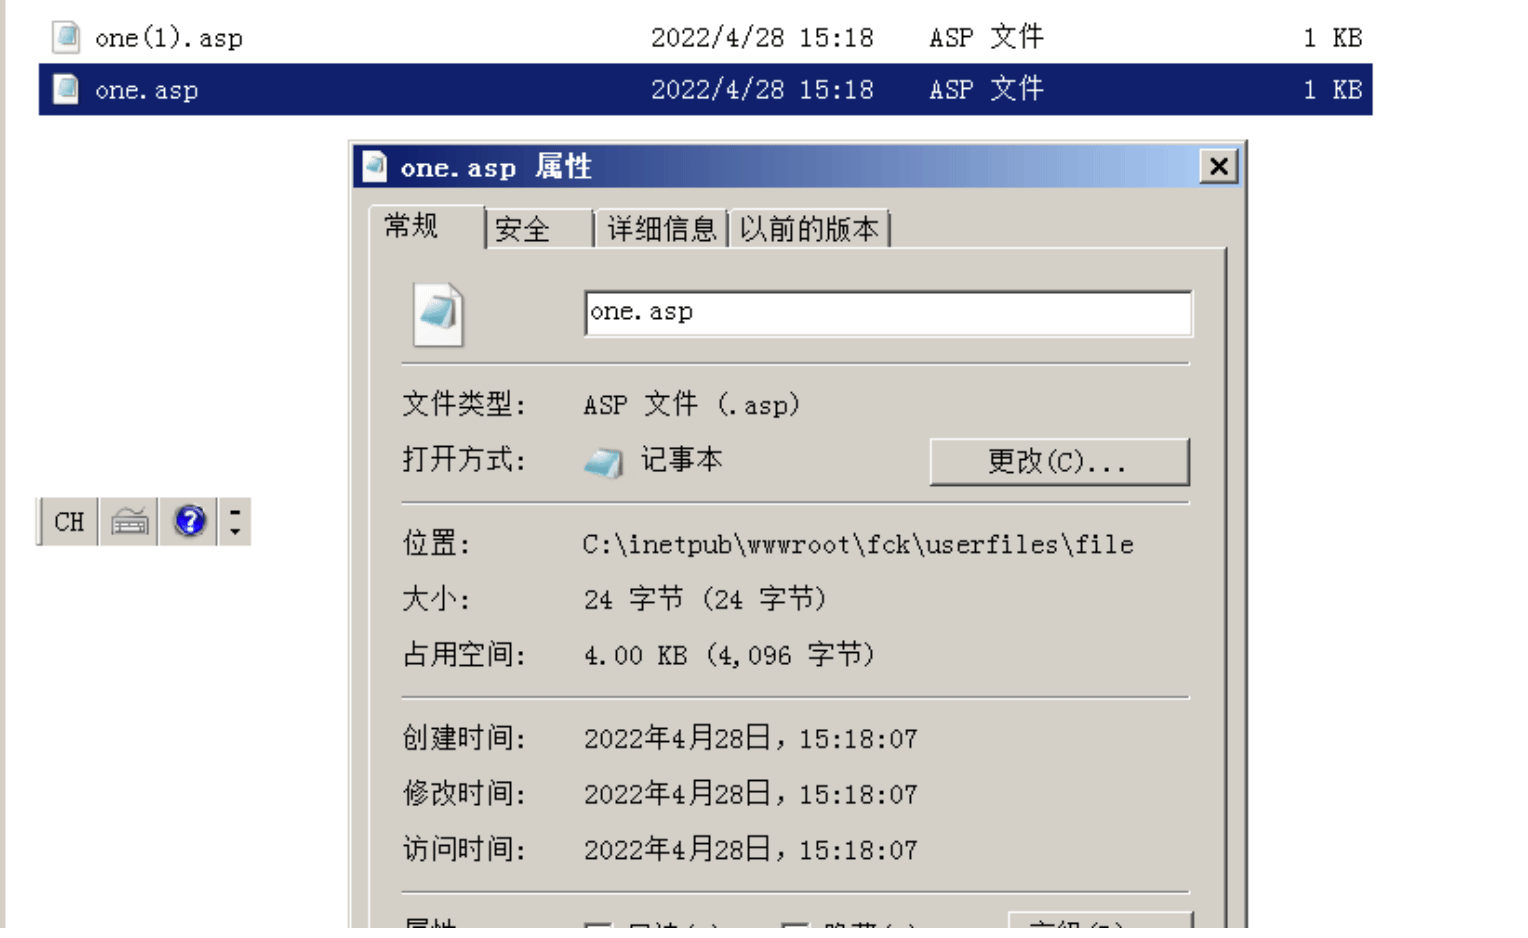 one(1).asp 2022/4/28 15:18 ASP 文件 1 KB
one.asp 2022/4/28 15:18 ASP 文件 1 KB
one.asp 属性
常规 安全 详细信息 以前的版本
one.asp
文件类型: ASP 文件 (.asp)
打开方式: 记事本 更改(C)...
CH
位置: C:\inetpub\wwwroot\fck\userfiles\file
大小: 24 字节 (24 字节)
占用空间: 4.00 KB (4,096 字节)
创建时间: 2022年4月28日，15:18:07
修改时间: 2022年4月28日，15:18:07
访问时间: 2022年4月28日，15:18:07